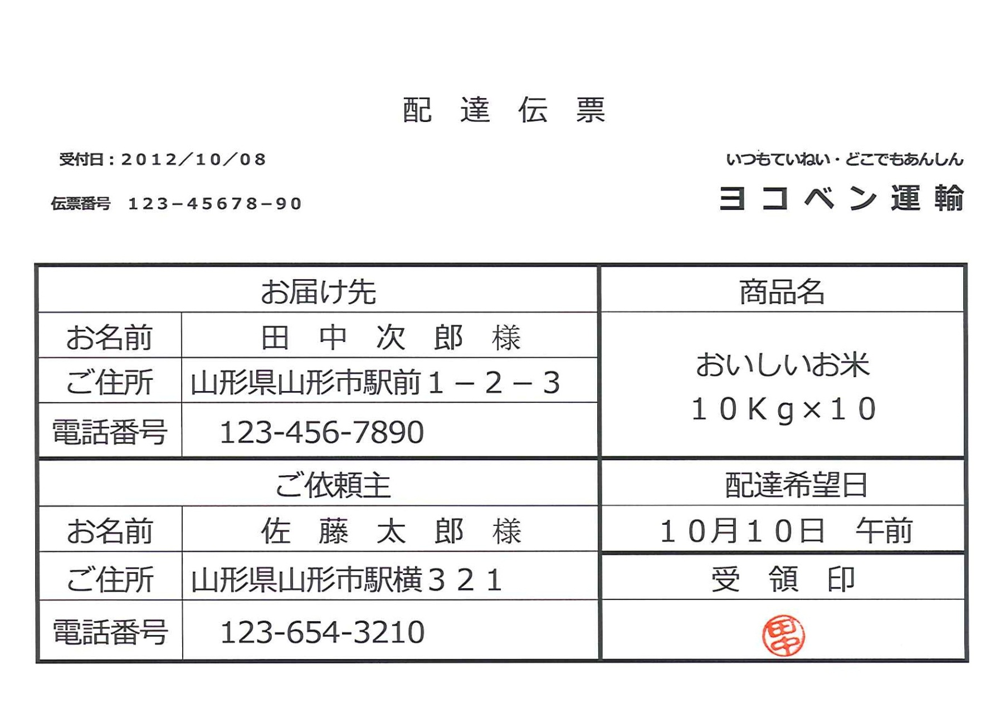 配 達 伝 票
受付日：２０１２／１０／０８
いつもていねい・どこでもあんしん
伝票番号　１２３－４５６７８－９０
ヨコベン運輸
お届け先
商品名
お名前　田　中　次　郎　様
ご住所　山形県山形市駅前１－２－３
おいしいお米
１０Ｋｇ×１０
電話番号　123-456-7890
ご依頼主
配達希望日
お名前　佐　藤　太　郎　様
１０月１０日　午前
ご住所　山形県山形市駅横３２１
受　領　印
電話番号　123-654-3210
田中